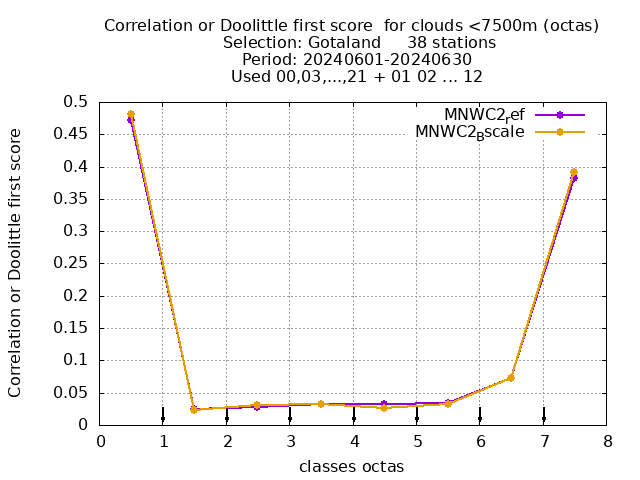 Correlation or Doolittle first score  for clouds <7500m (octas)
Selection: Gotaland     38 stations
Period: 20240601-20240630
Used 00,03,...,21 + 01 02 ... 12
Correlation or Doolittle first score
0.5
0.45
0.4
0.35
0.3
0.25
0.2
0.15
0.1
0.05
0
MNWC2ref
MNWC2Bscale
0 1 2 3 4 5 6 7 8
classes octas